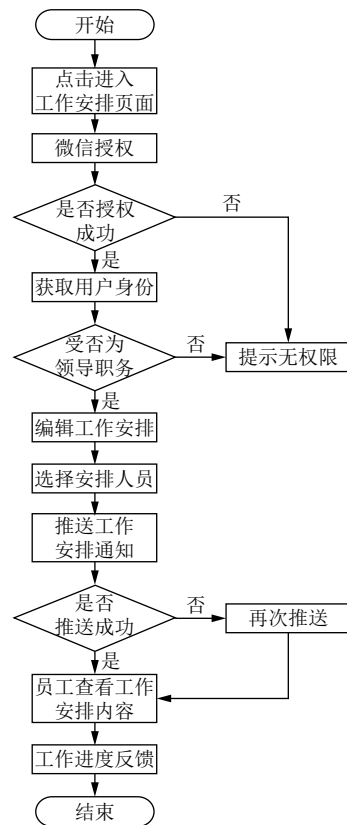 开始
点击进入
工作安排页面
微信授权
是否授权
成功
否
是
获取用户身份
受否为
领导职务
否
提示无权限
是
编辑工作安排
选择安排人员
推送工作
安排通知
是否
推送成功
否
再次推送
是
员工查看工作
安排内容
工作进度反馈
结束